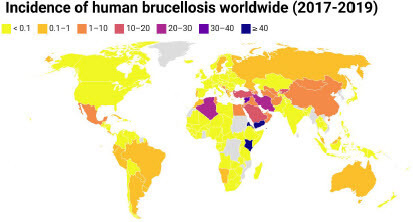 Incidence of human brucellosis worldwide (2017-2019)
< 0.1 0.1–1 1–10 10–20 20–30 30–40 ≥ 40